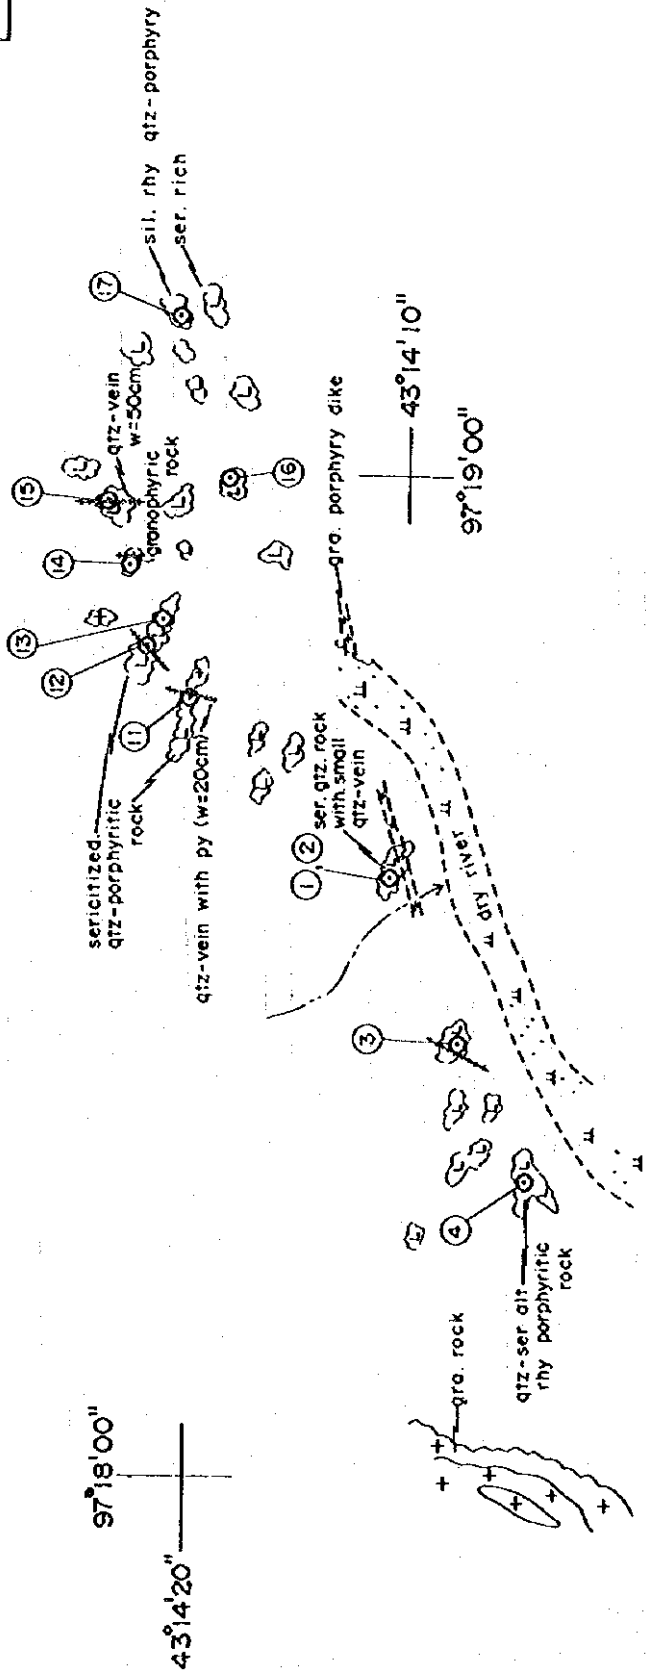 97°18'00"
43°14'20"
gra. rock
qtz-ser alt
rhy porphyritic
rock
4
3
1, 2
ser. qtz. rock
with small
qtz-vein
dry river
gra. porphyry dike
sericitized
qtz-porphyritic
rock
qtz-vein with py (w=20cm)
11
12
13
14
15
16
17
granophyric
rock
qtz-vein
w=50cm
sil. rhy qtz-porphyry
ser. rich
43°14'10"
97°19'00"
L
L
L
L
L
L
L
L
L
L
L
L